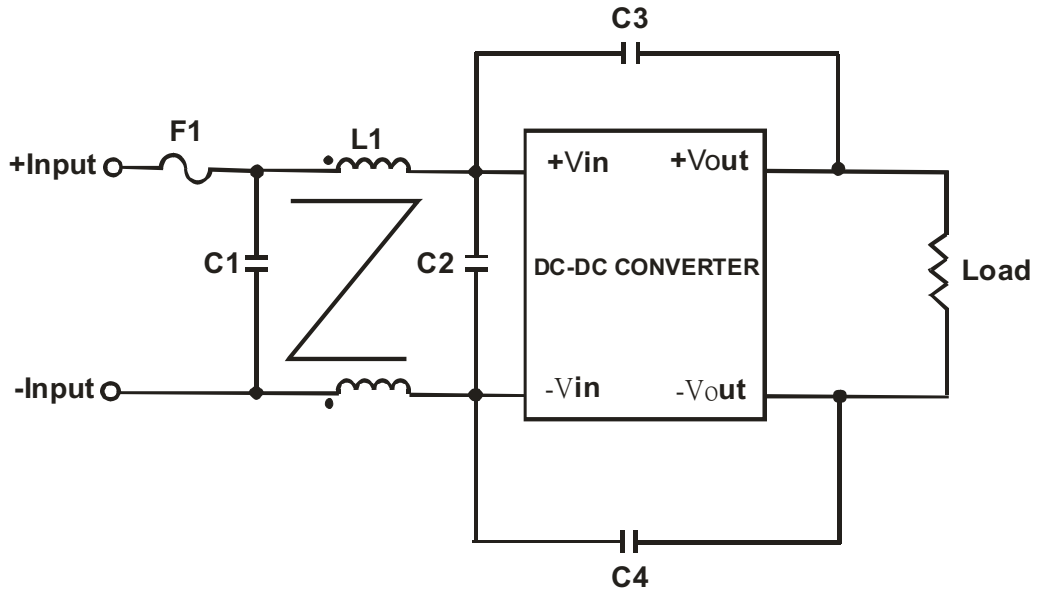 C3
F1
L1
+Input
+Vin
+Vout
C1
C2
DC-DC CONVERTER
Load
-Input
-Vin
-Vout
C4